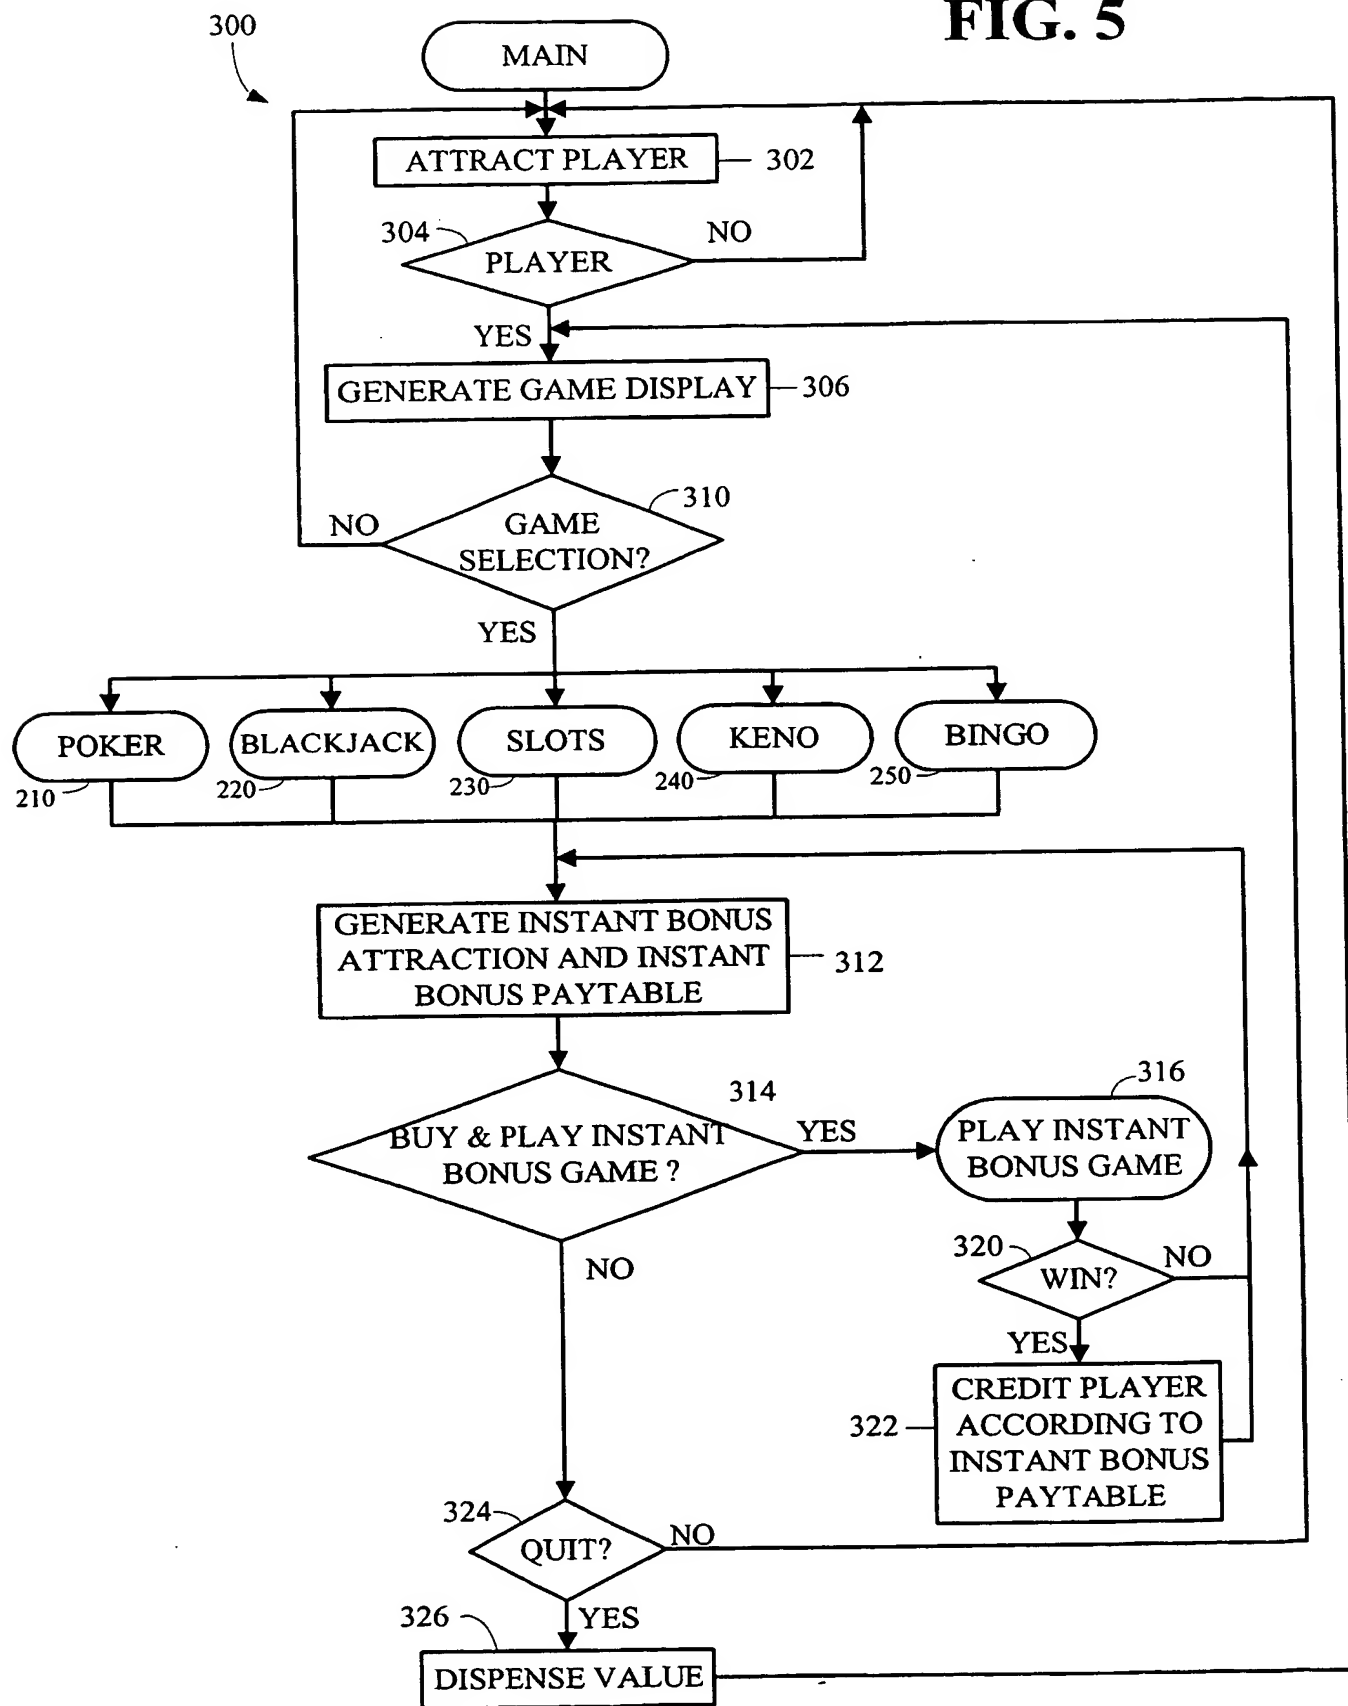 FIG. 5
300
MAIN
ATTRACT PLAYER
302
304
PLAYER
NO
YES
GENERATE GAME DISPLAY
306
310
GAME
SELECTION?
NO
YES
POKER
210
BLACKJACK
220
SLOTS
230
KENO
240
BINGO
250
GENERATE INSTANT BONUS
ATTRACTION AND INSTANT
BONUS PAYTABLE
312
314
BUY & PLAY INSTANT
BONUS GAME ?
YES
316
PLAY INSTANT
BONUS GAME
NO
320
WIN?
NO
YES
322
CREDIT PLAYER
ACCORDING TO
INSTANT BONUS
PAYTABLE
324
QUIT?
NO
YES
326
DISPENSE VALUE